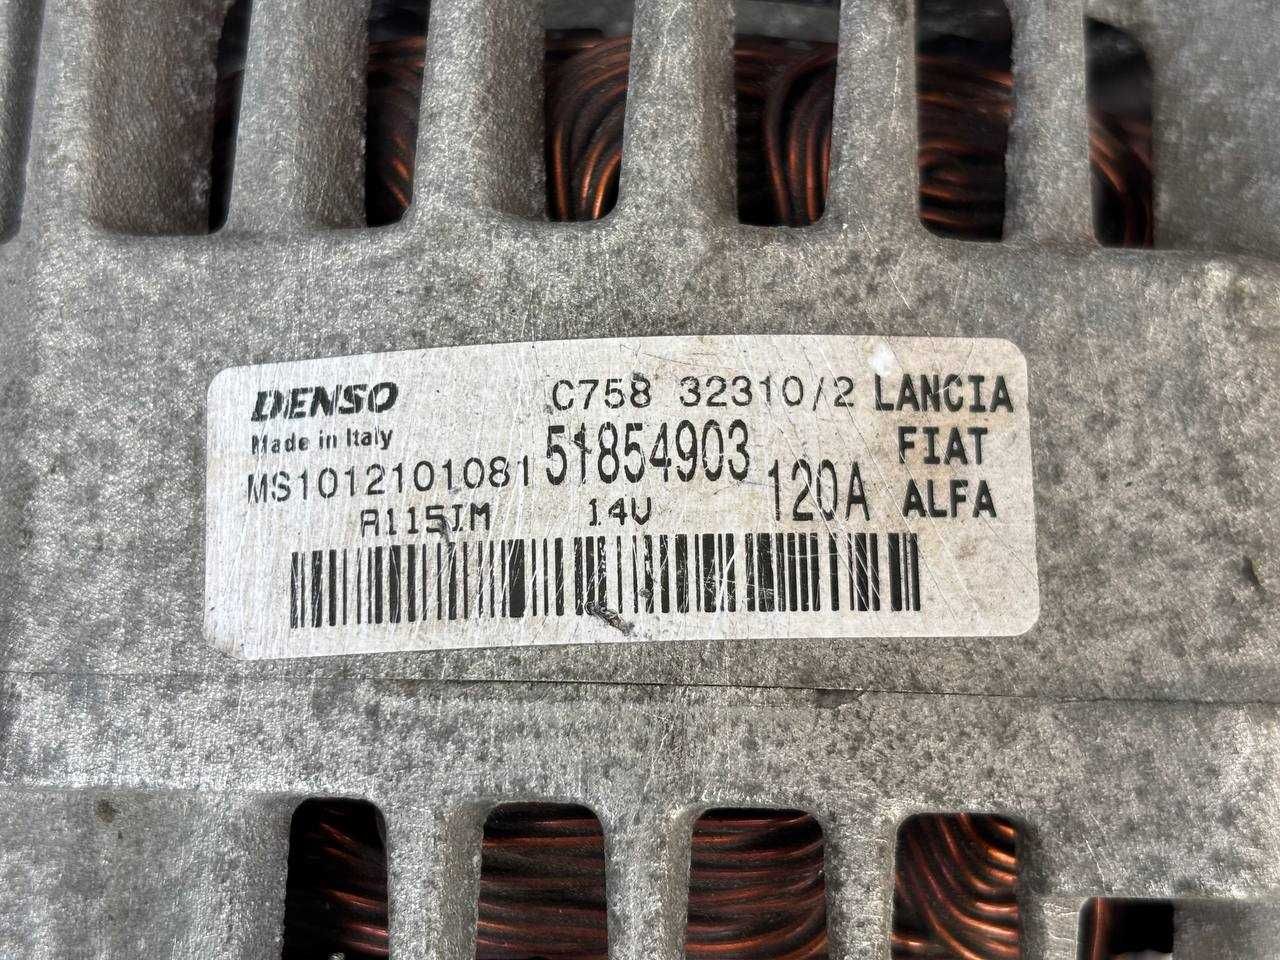 DENSO C758 32310/2 LANCIA
Made in Italy 51854903 FIAT
MS1012101081 120A ALFA
A115IM 14V